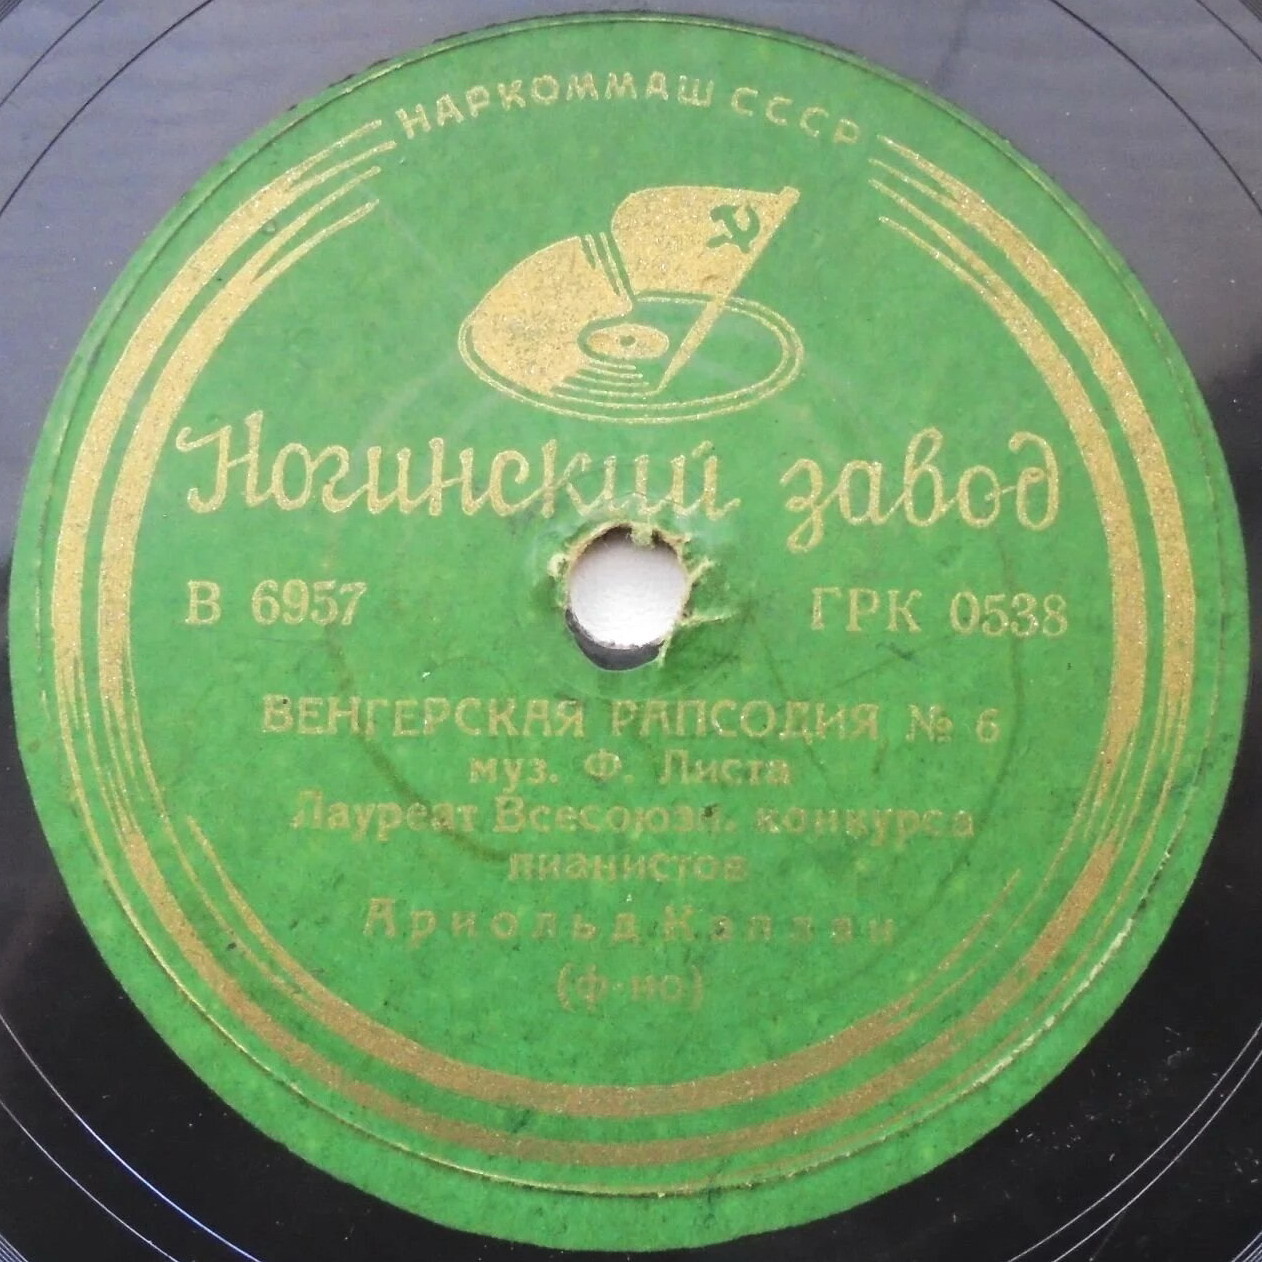 НАРКОММАШ СССР
Ногинский завод
В 6957 ГРК 0538
ВЕНГЕРСКАЯ РАПСОДИЯ № 6
муз. Ф. Листа
Лауреат Всесоюзн. конкурса
пианистов
Арнольд Каплан
(ф-но)